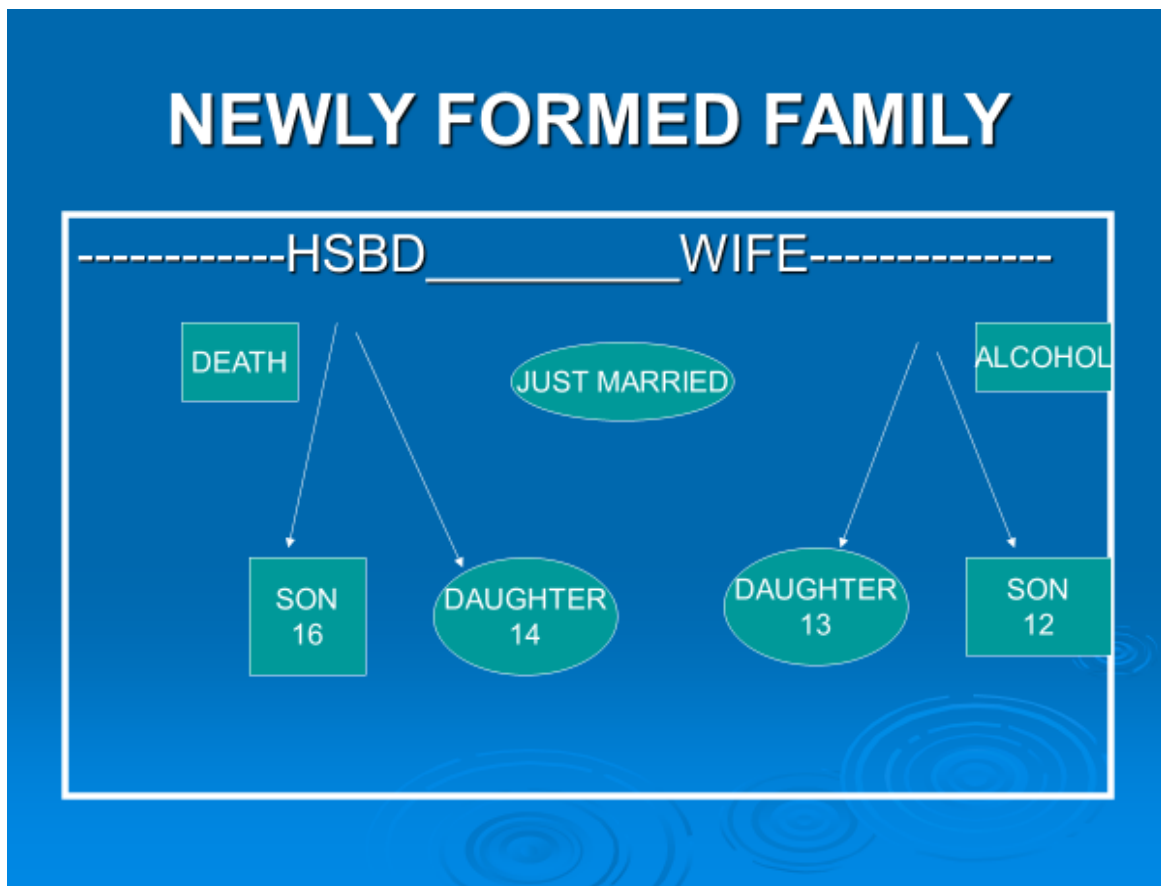 NEWLY FORMED FAMILY
------------HSBD__________WIFE--------------
DEATH
JUST MARRIED
ALCOHOL
SON
16
DAUGHTER
14
DAUGHTER
13
SON
12